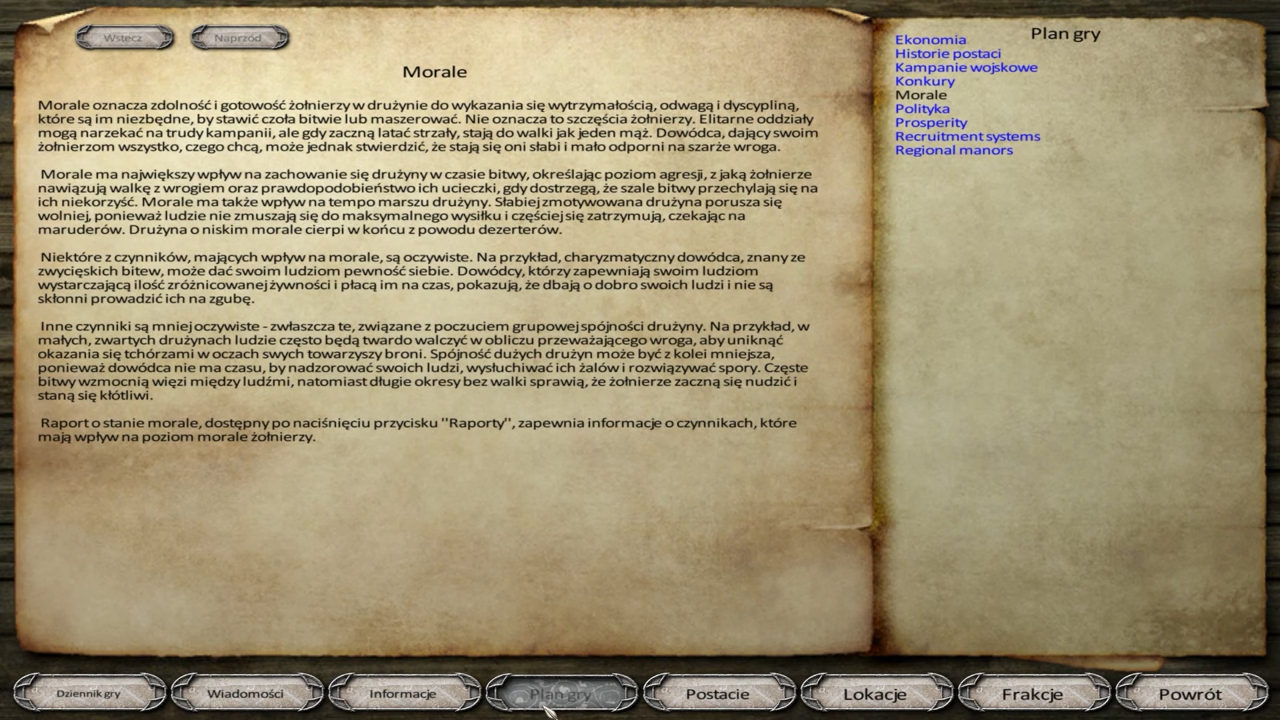 Wstecz
Naprzód
Morale
Morale oznacza zdolność i gotowość żołnierzy w drużynie do wykazania się wytrzymałością, odwagą i dyscypliną,
które są im niezbędne, by stawić czoła bitwie lub maszerować. Nie oznacza to szczęścia żołnierzy. Elitarne oddziały
mogą narzekać na trudy kampanii, ale gdy zaczną latać strzały, stają do walki jak jeden mąż. Dowódca, dający swoim
żołnierzom wszystko, czego chcą, może jednak stwierdzić, że stają się oni słabi i mało odporni na szarże wroga.
Morale ma największy wpływ na zachowanie się drużyny w czasie bitwy, określając poziom agresji, z jaką żołnierze
nawiązują walkę z wrogiem oraz prawdopodobieństwo ich ucieczki, gdy dostrzegą, że szale bitwy przechylają się na
ich niekorzyść. Morale ma także wpływ na tempo marszu drużyny. Słabiej zmotywowana drużyna porusza się
wolniej, ponieważ ludzie nie zmuszają się do maksymalnego wysiłku i częściej się zatrzymują, czekając na
maruderów. Drużyna o niskim morale cierpi w końcu z powodu dezerterów.
Niektóre z czynników, mających wpływ na morale, są oczywiste. Na przykład, charyzmatyczny dowódca, znany ze
zwycięskich bitew, może dać swoim ludziom pewność siebie. Dowódcy, którzy zapewniają swoim ludziom
wystarczającą ilość zróżnicowanej żywności i płacą im na czas, pokazują, że dbają o dobro swoich ludzi i nie są
skłonni prowadzić ich na zgubę.
Inne czynniki są mniej oczywiste - zwłaszcza te, związane z poczuciem grupowej spójności drużyny. Na przykład, w
małych, zwartych drużynach ludzie często będą twardo walczyć w obliczu przeważającego wroga, aby uniknąć
okazania się tchórzami w oczach swych towarzyszy broni. Spójność dużych drużyn może być z kolei mniejsza,
ponieważ dowódca nie ma czasu, by nadzorować swoich ludzi, wysłuchiwać ich żalów i rozwiązywać spory. Częste
bitwy wzmocnią więzi między ludźmi, natomiast długie okresy bez walki sprawią, że żołnierze zaczną się nudzić i
staną się kłótliwi.
Raport o stanie morale, dostępny po naciśnięciu przycisku ''Raporty'', zapewnia informacje o czynnikach, które
mają wpływ na poziom morale żołnierzy.
Plan gry
Ekonomia
Historie postaci
Kampanie wojskowe
Konkury
Morale
Polityka
Prosperity
Recruitment systems
Regional manors
Dziennik gry
Wiadomości
Informacje
Plan gry
Postacie
Lokacje
Frakcje
Powrót